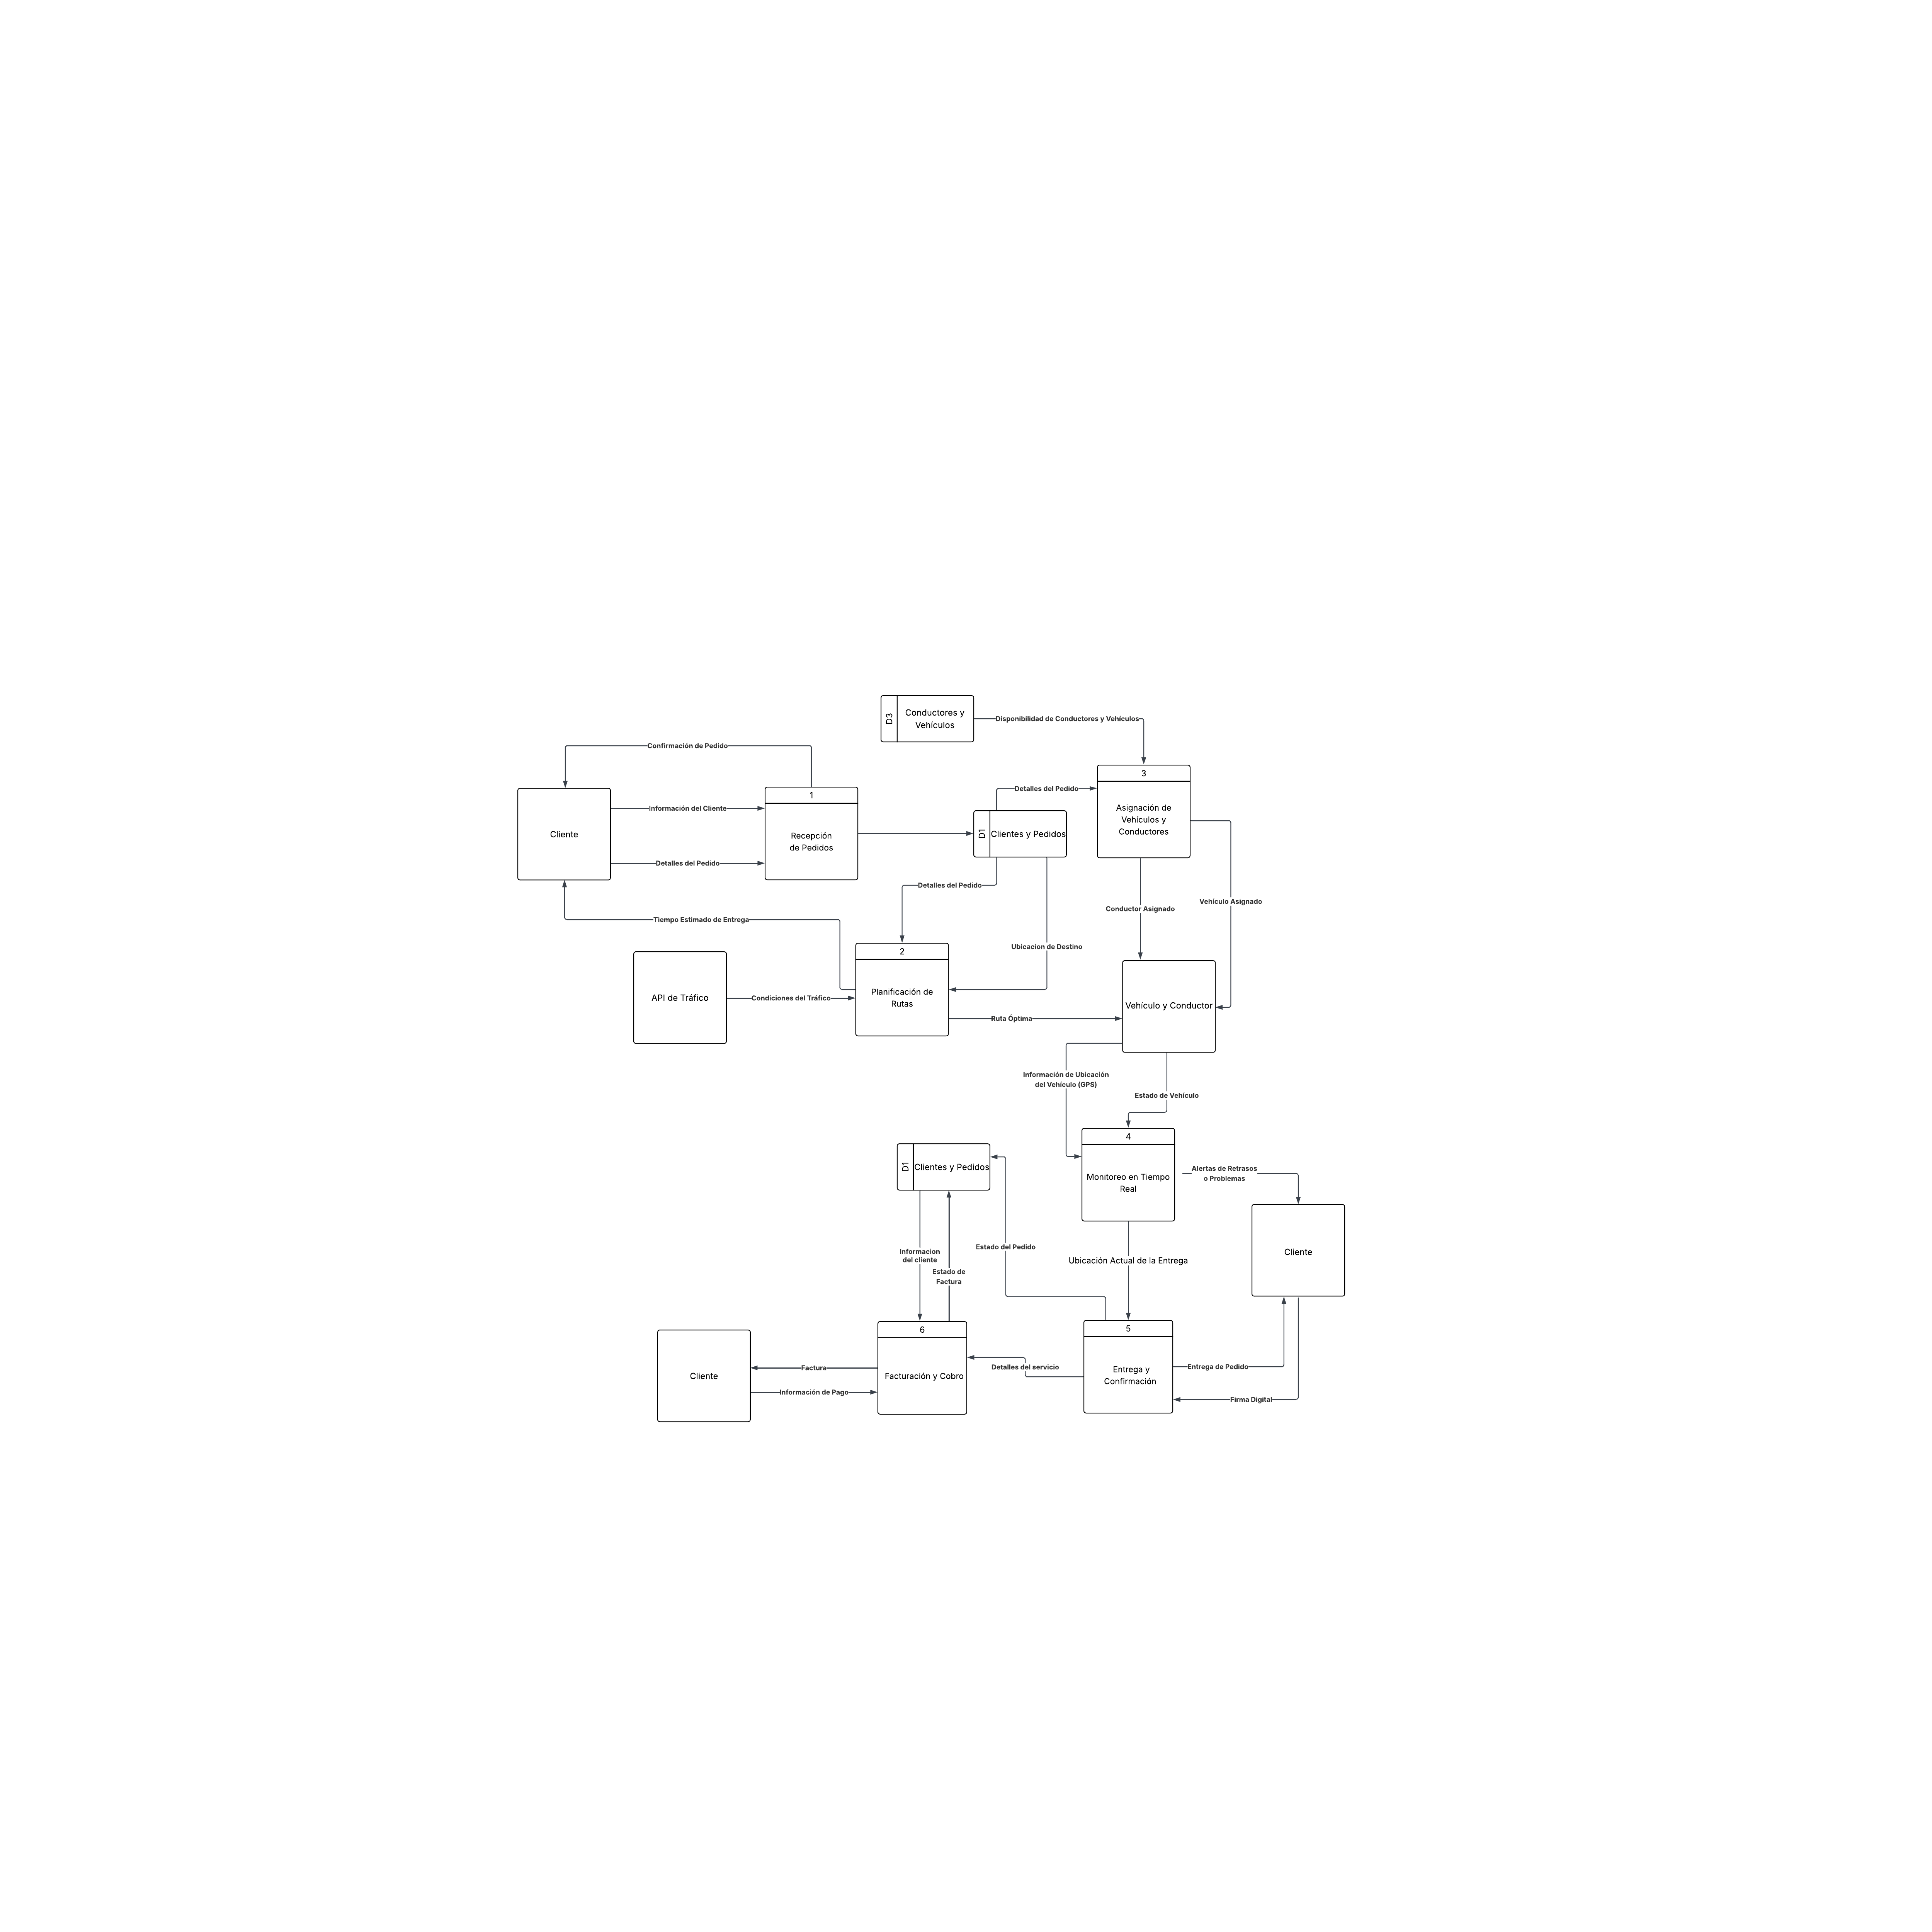 D3
Conductores y
Vehículos
Disponibilidad de Conductores y Vehículos
Confirmación de Pedido
3
Asignación de
Vehículos y
Conductores
Detalles del Pedido
1
Recepción
de Pedidos
Información del Cliente
Cliente
D1
Clientes y Pedidos
Detalles del Pedido
Detalles del Pedido
Vehículo Asignado
Conductor Asignado
Tiempo Estimado de Entrega
Ubicacion de Destino
2
Planificación de
Rutas
API de Tráfico
Condiciones del Tráfico
Vehículo y Conductor
Ruta Óptima
Información de Ubicación
del Vehículo (GPS)
Estado de Vehículo
4
Monitoreo en Tiempo
Real
D1
Clientes y Pedidos
Alertas de Retrasos
o Problemas
Estado del Pedido
Informacion
del cliente
Cliente
Ubicación Actual de la Entrega
Estado de
Factura
6
Facturación y Cobro
5
Entrega y
Confirmación
Detalles del servicio
Entrega de Pedido
Factura
Cliente
Información de Pago
Firma Digital